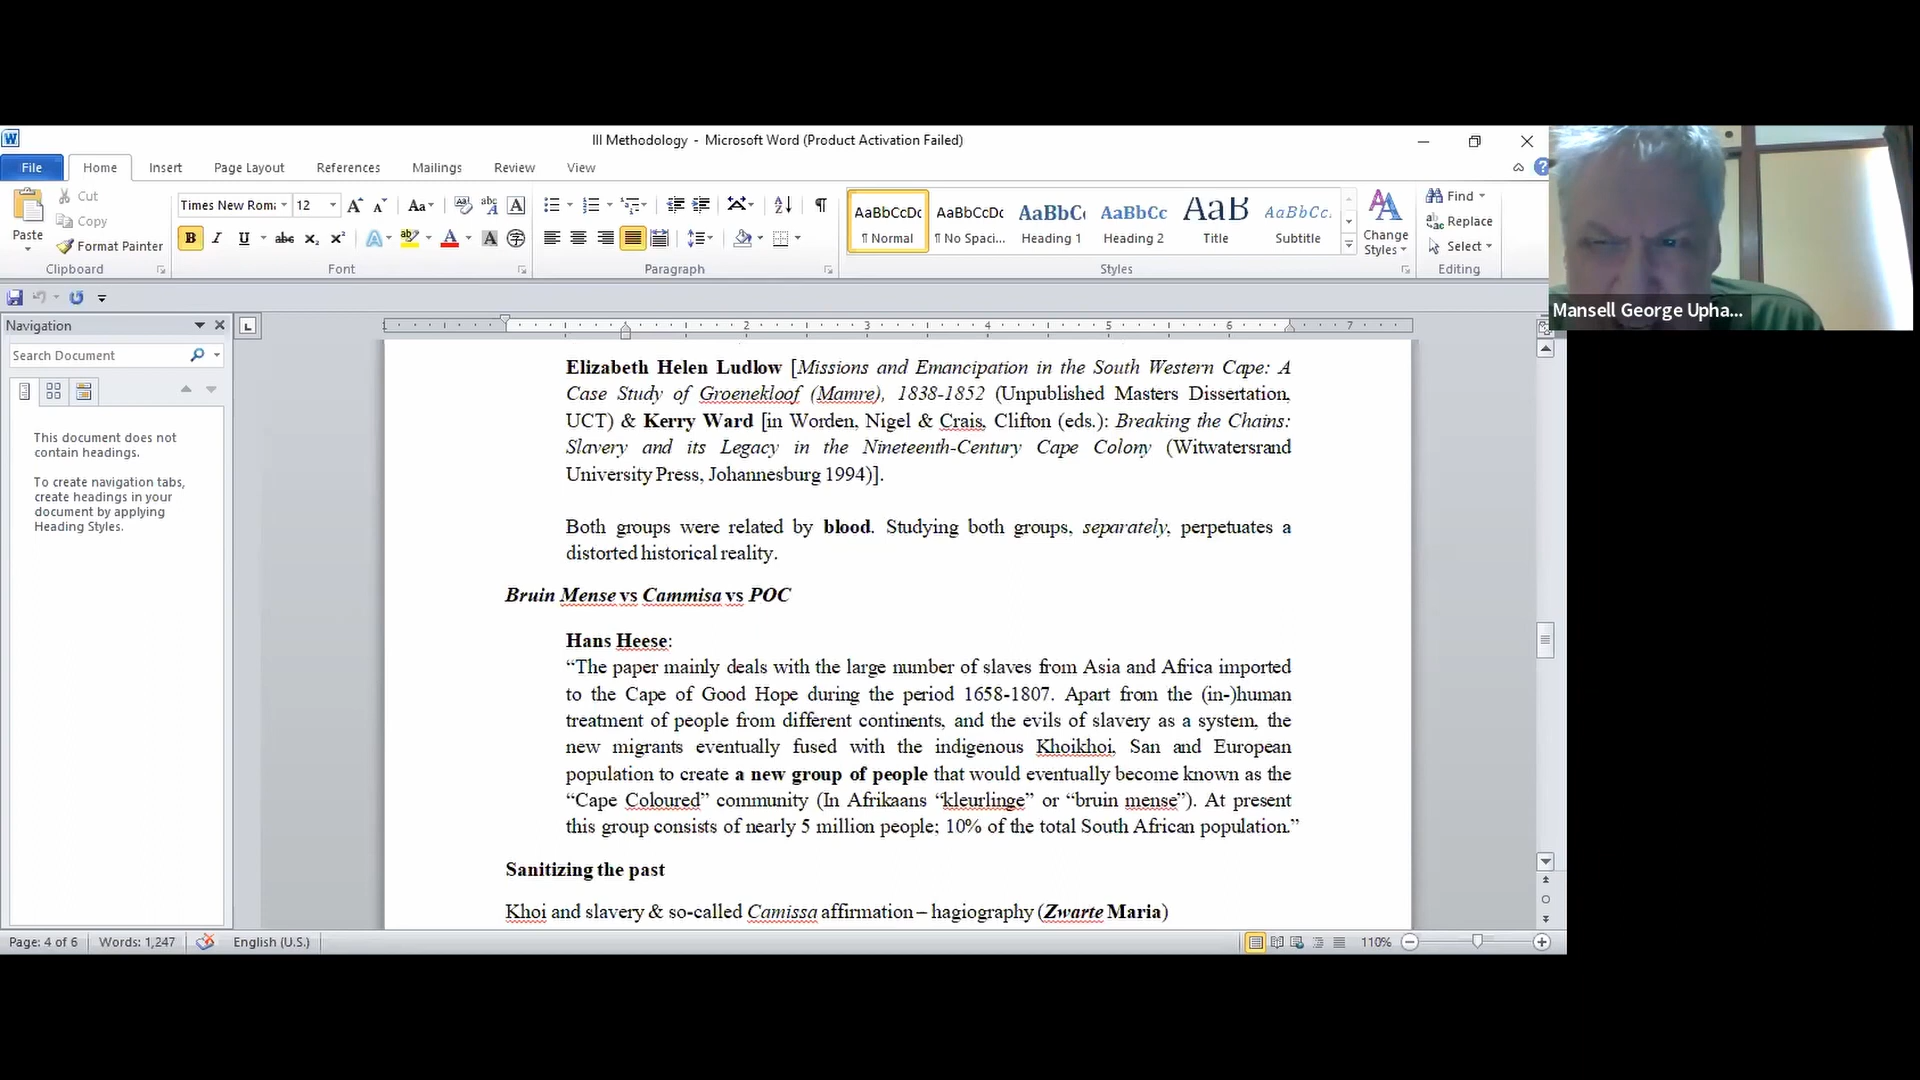 III Methodology - Microsoft Word (Product Activation Failed)
File Home Insert Page Layout References Mailings Review View
Paste
Cut
Copy
Format Painter
Clipboard
Times New Rom: 12
B I U abc X₂ X²
Font
Paragraph
AaBbCcDc AaBbCcDc AaBbCc AaBbCc AaB AaBbCc.
¶ Normal ¶ No Spaci... Heading 1 Heading 2 Title Subtitle
Change Styles
Styles
Find
Replace
Select
Editing
Mansell George Upha...
Navigation
Search Document
This document does not
contain headings.
To create navigation tabs,
create headings in your
document by applying
Heading Styles.
1 2 3 4 5 6 7
Elizabeth Helen Ludlow [Missions and Emancipation in the South Western Cape: A
Case Study of Groenekloof (Mamre), 1838-1852 (Unpublished Masters Dissertation,
UCT) & Kerry Ward [in Worden, Nigel & Crais, Clifton (eds.): Breaking the Chains:
Slavery and its Legacy in the Nineteenth-Century Cape Colony (Witwatersrand
University Press, Johannesburg 1994)].
Both groups were related by blood. Studying both groups, separately, perpetuates a
distorted historical reality.
Bruin Mense vs Cammisa vs POC
Hans Heese:
“The paper mainly deals with the large number of slaves from Asia and Africa imported
to the Cape of Good Hope during the period 1658-1807. Apart from the (in-)human
treatment of people from different continents, and the evils of slavery as a system, the
new migrants eventually fused with the indigenous Khoikhoi, San and European
population to create a new group of people that would eventually become known as the
“Cape Coloured” community (In Afrikaans “kleurlinge” or “bruin mense”). At present
this group consists of nearly 5 million people; 10% of the total South African population.”
Sanitizing the past
Khoi and slavery & so-called Camissa affirmation – hagiography (Zwarte Maria)
Page: 4 of 6 Words: 1,247 English (U.S.) 110%